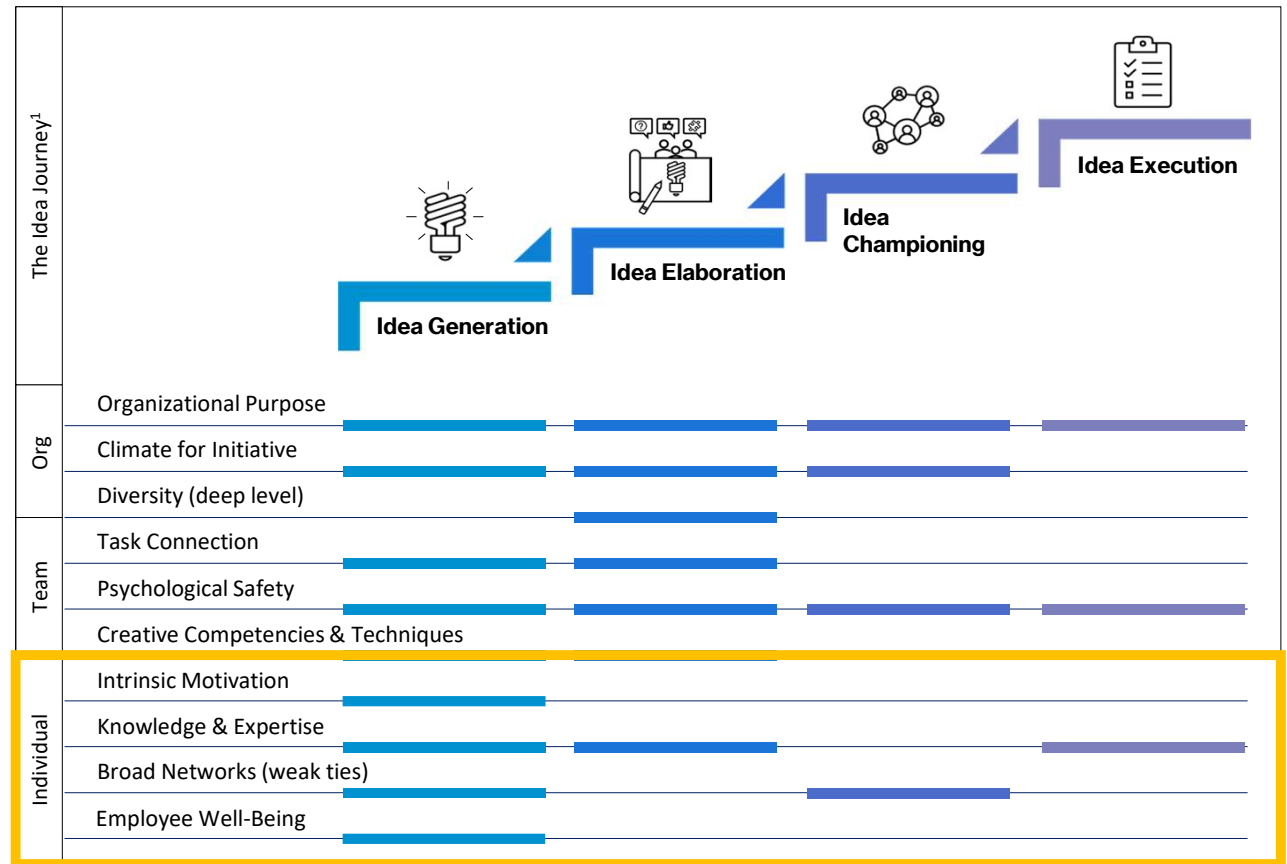 The Idea Journey1
Idea Generation
Idea Elaboration
Idea
Championing
Idea Execution
Org
Organizational Purpose
Climate for Initiative
Diversity (deep level)
Team
Task Connection
Psychological Safety
Creative Competencies & Techniques
Individual
Intrinsic Motivation
Knowledge & Expertise
Broad Networks (weak ties)
Employee Well-Being